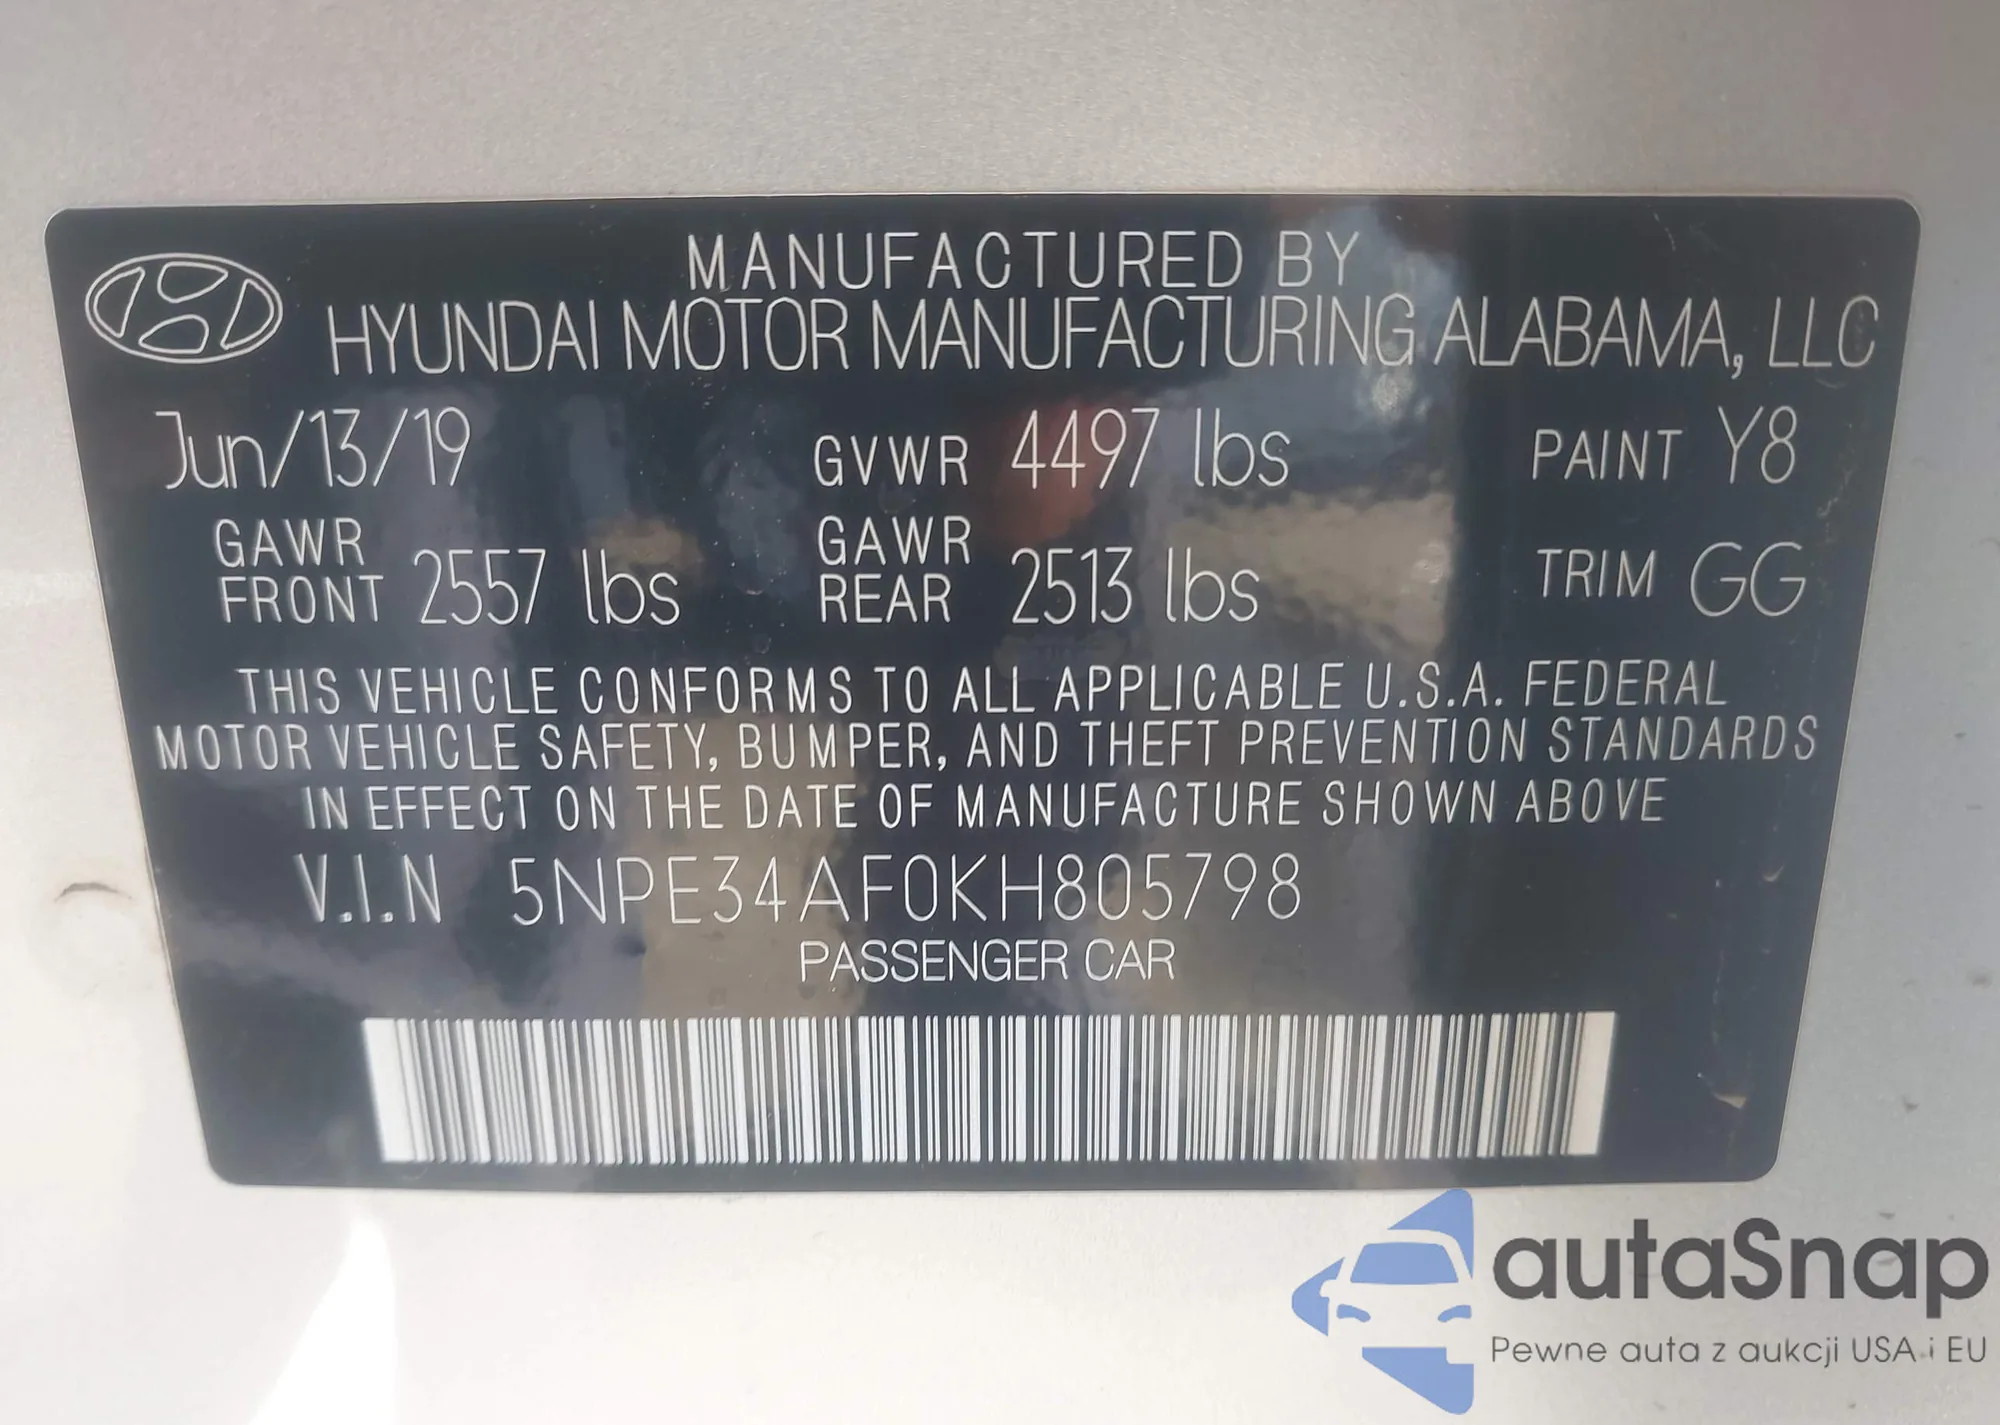 MANUFACTURED BY
HYUNDAI MOTOR MANUFACTURING ALABAMA, LLC
Jun/13/19 GVWR 4497 lbs PAINT Y8
GAWR FRONT 2557 lbs GAWR REAR 2513 lbs TRIM GG
THIS VEHICLE CONFORMS TO ALL APPLICABLE U.S.A. FEDERAL
MOTOR VEHICLE SAFETY, BUMPER, AND THEFT PREVENTION STANDARDS
IN EFFECT ON THE DATE OF MANUFACTURE SHOWN ABOVE
V.I.N 5NPE34AF0KH805798
PASSENGER CAR
autaSnap
Pewne auta z aukcji USA i EU